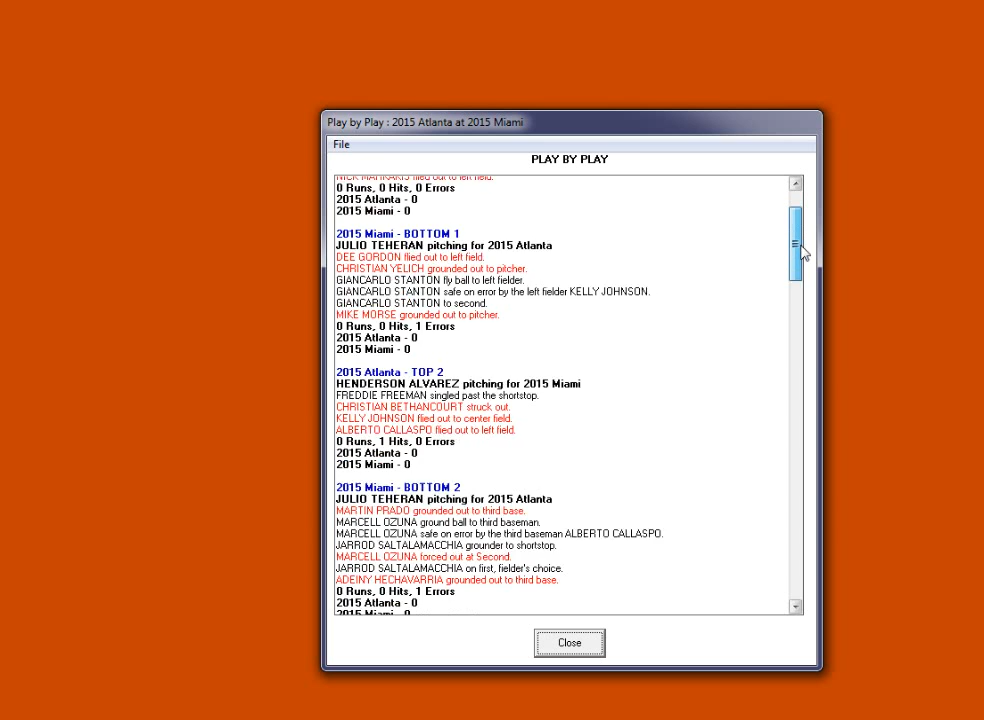 Play by Play : 2015 Atlanta at 2015 Miami
File
PLAY BY PLAY
NICK MARKAKIS flied out to left field.
0 Runs, 0 Hits, 0 Errors
2015 Atlanta - 0
2015 Miami - 0
2015 Miami - BOTTOM 1
JULIO TEHERAN pitching for 2015 Atlanta
DEE GORDON flied out to left field.
CHRISTIAN YELICH grounded out to pitcher.
GIANCARLO STANTON fly ball to left fielder.
GIANCARLO STANTON safe on error by the left fielder KELLY JOHNSON.
GIANCARLO STANTON to second.
MIKE MORSE grounded out to pitcher.
0 Runs, 0 Hits, 1 Errors
2015 Atlanta - 0
2015 Miami - 0
2015 Atlanta - TOP 2
HENDERSON ALVAREZ pitching for 2015 Miami
FREDDIE FREEMAN singled past the shortstop.
CHRISTIAN BETHANCOURT struck out.
KELLY JOHNSON flied out to center field.
ALBERTO CALLASPO flied out to left field.
0 Runs, 1 Hits, 0 Errors
2015 Atlanta - 0
2015 Miami - 0
2015 Miami - BOTTOM 2
JULIO TEHERAN pitching for 2015 Atlanta
MARTIN PRADO grounded out to third base.
MARCELL OZUNA ground ball to third baseman.
MARCELL OZUNA safe on error by the third baseman ALBERTO CALLASPO.
JARROD SALTALAMACCHIA grounder to shortstop.
MARCELL OZUNA forced out at Second.
JARROD SALTALAMACCHIA on first, fielder's choice.
ADEINY HECHAVARRIA grounded out to third base.
0 Runs, 0 Hits, 1 Errors
2015 Atlanta - 0
2015 Miami - 0
Close